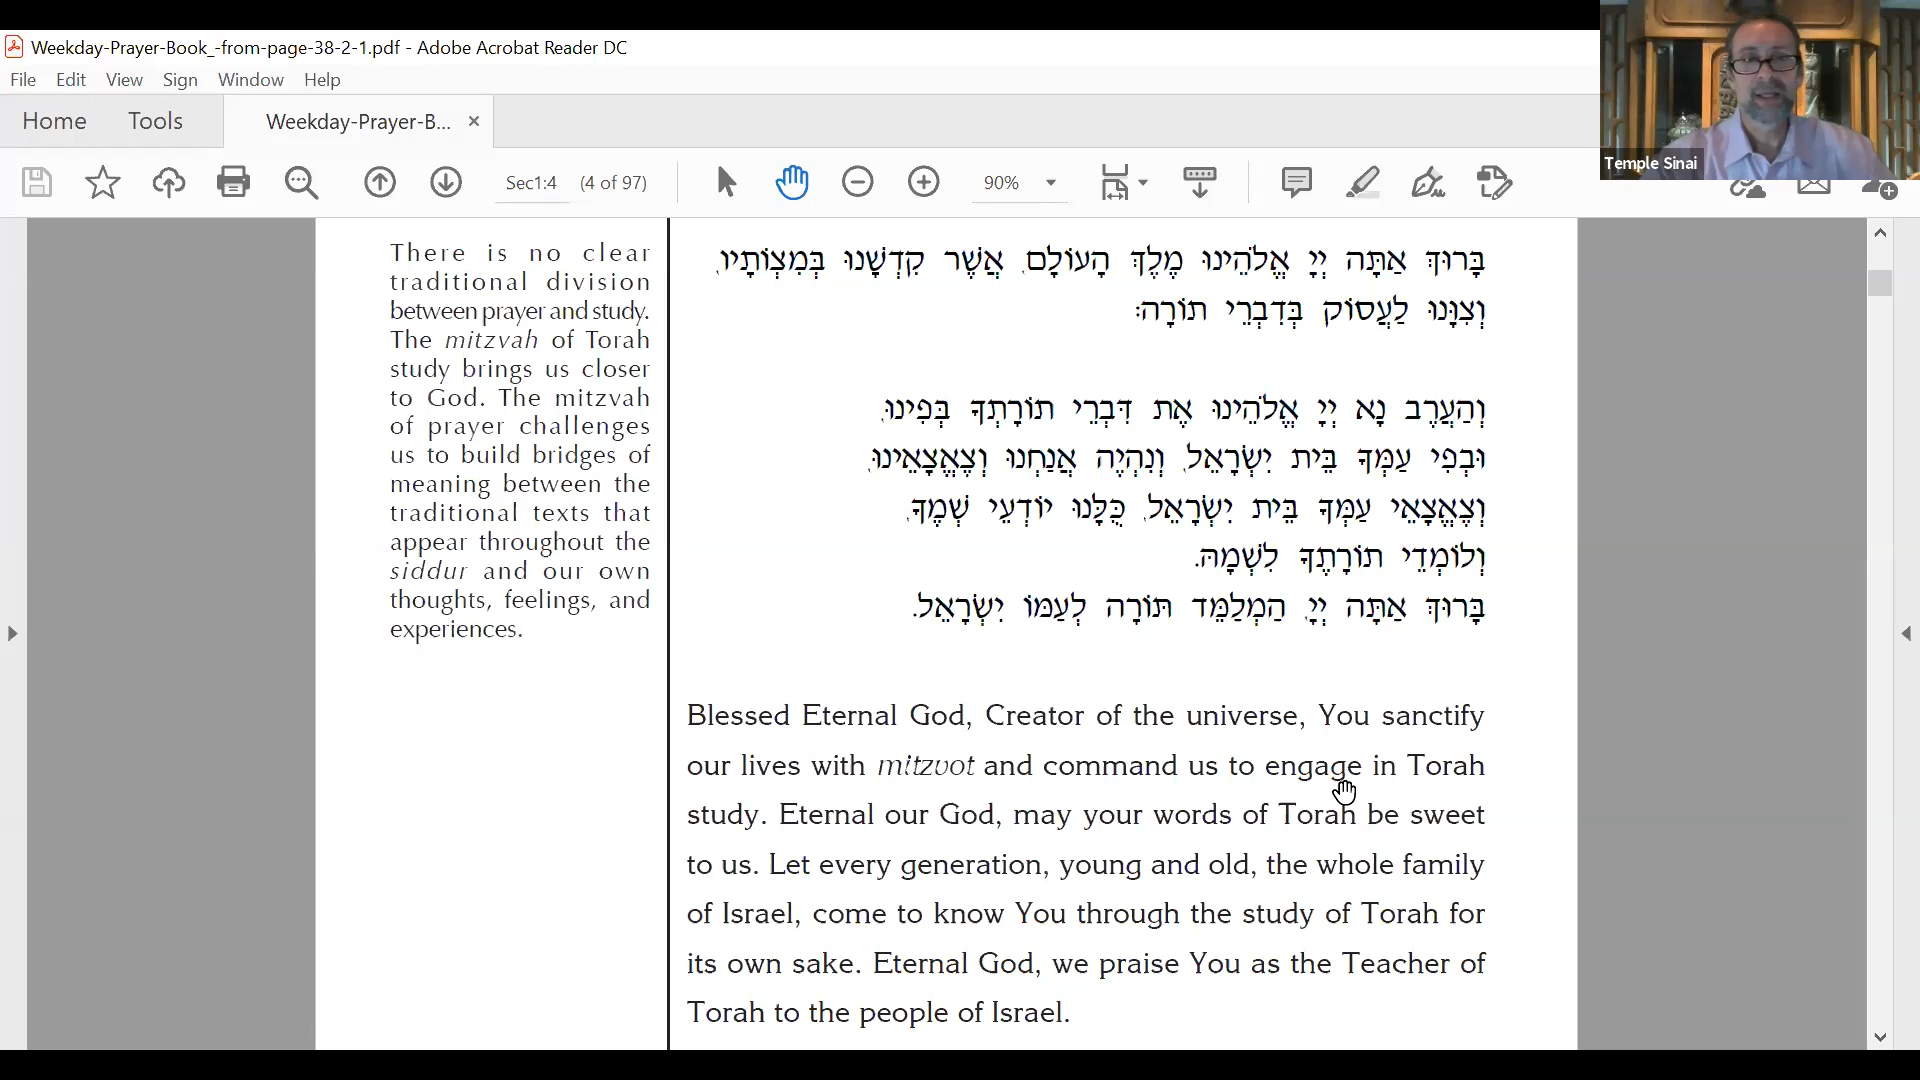 Weekday-Prayer-Book_-from-page-38-2-1.pdf - Adobe Acrobat Reader DC
File Edit View Sign Window Help
Home Tools Weekday-Prayer-B... ×
Sec1:4 (4 of 97) 90%
Temple Sinai
There is no clear
traditional division
between prayer and study.
The mitzvah of Torah
study brings us closer
to God. The mitzvah
of prayer challenges
us to build bridges of
meaning between the
traditional texts that
appear throughout the
siddur and our own
thoughts, feelings, and
experiences.
בָּרוּךְ אַתָּה יְיָ אֱלֹהֵינוּ מֶלֶךְ הָעוֹלָם, אֲשֶׁר קִדְּשָׁנוּ בְּמִצְוֹתָיו,
וְצִוָּנוּ לַעֲסוֹק בְּדִבְרֵי תוֹרָה:
וְהַעֲרֶב נָא יְיָ אֱלֹהֵינוּ אֶת דִּבְרֵי תוֹרָתְךָ בְּפִינוּ,
וּבְפִי עַמְּךָ בֵּית יִשְׂרָאֵל, וְנִהְיֶה אֲנַחְנוּ וְצֶאֱצָאֵינוּ,
וְצֶאֱצָאֵי עַמְּךָ בֵּית יִשְׂרָאֵל, כֻּלָּנוּ יוֹדְעֵי שְׁמֶךָ,
וְלוֹמְדֵי תוֹרָתֶךָ לִשְׁמָהּ.
בָּרוּךְ אַתָּה יְיָ, הַמְלַמֵּד תּוֹרָה לְעַמּוֹ יִשְׂרָאֵל.
Blessed Eternal God, Creator of the universe, You sanctify
our lives with mitzvot and command us to engage in Torah
study. Eternal our God, may your words of Torah be sweet
to us. Let every generation, young and old, the whole family
of Israel, come to know You through the study of Torah for
its own sake. Eternal God, we praise You as the Teacher of
Torah to the people of Israel.